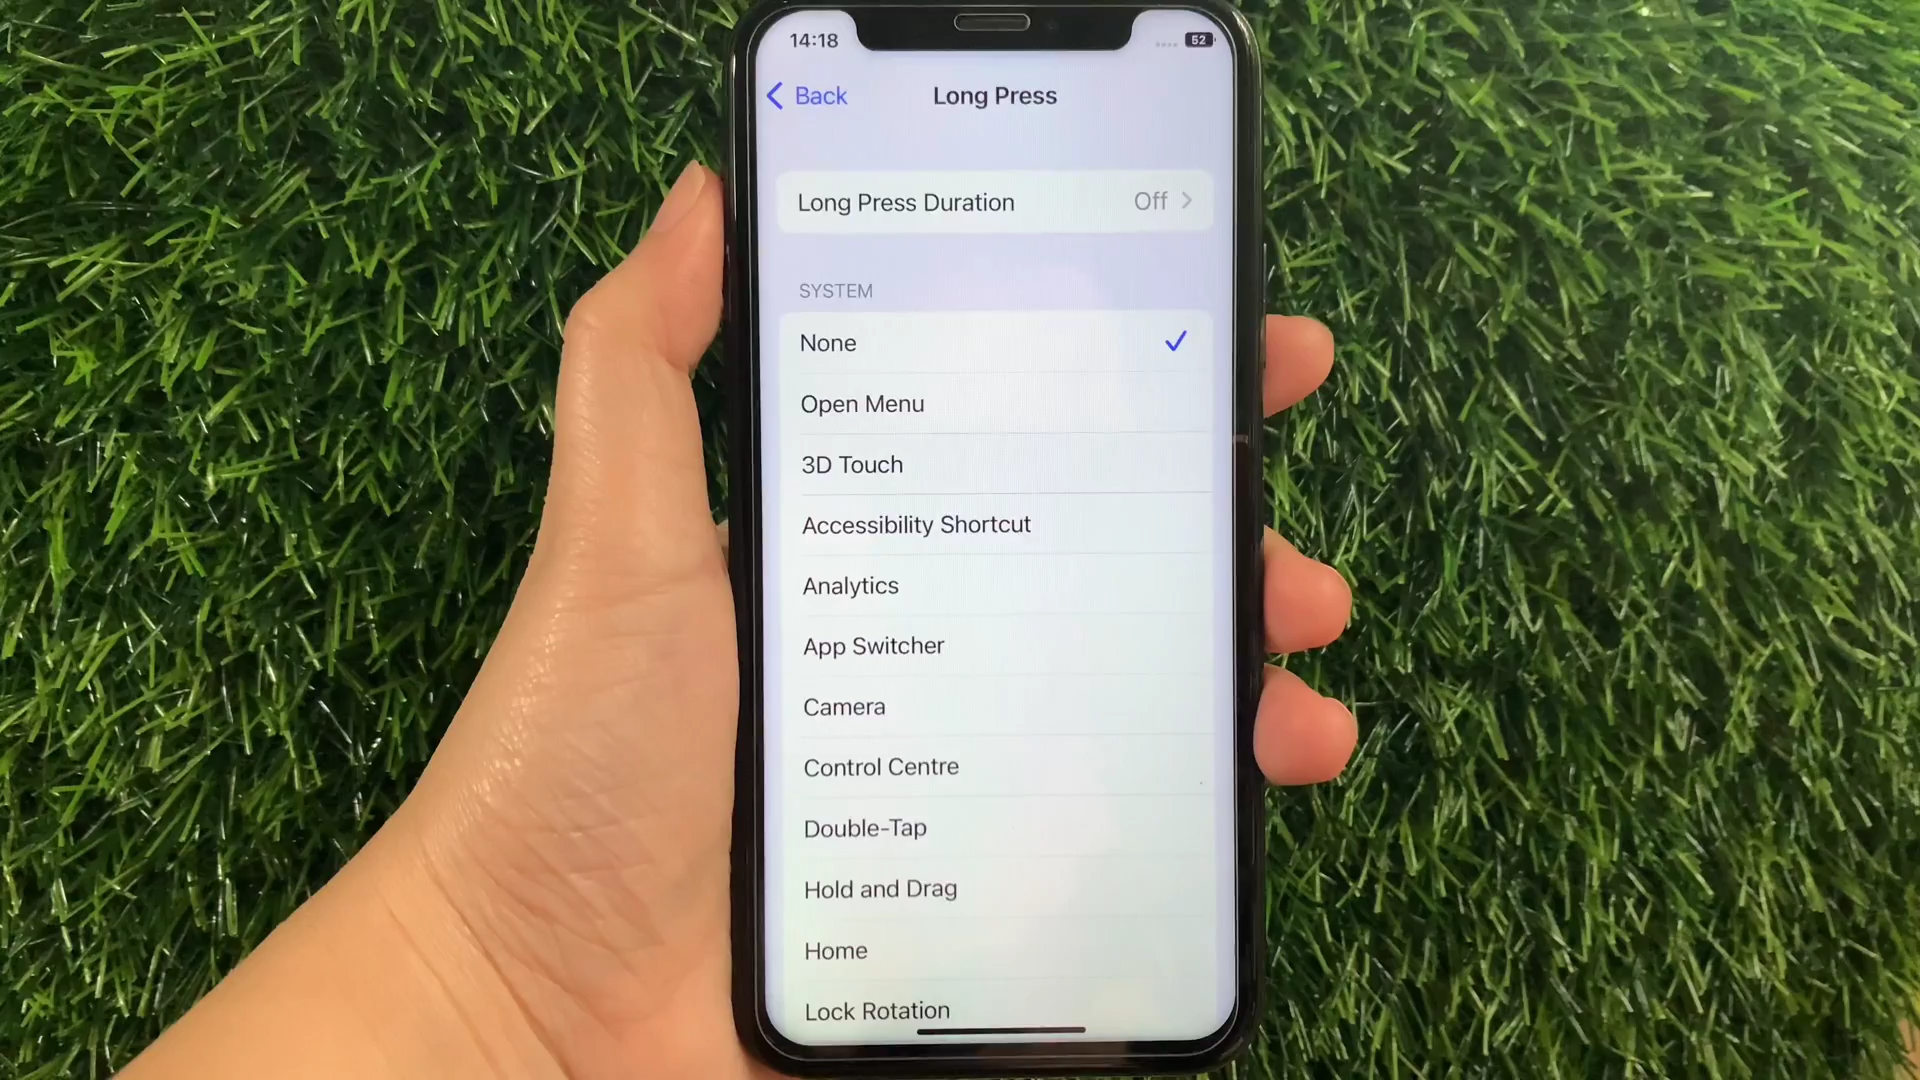 14:18
52
Back
Long Press
Long Press Duration
Off
SYSTEM
None
Open Menu
3D Touch
Accessibility Shortcut
Analytics
App Switcher
Camera
Control Centre
Double-Tap
Hold and Drag
Home
Lock Rotation